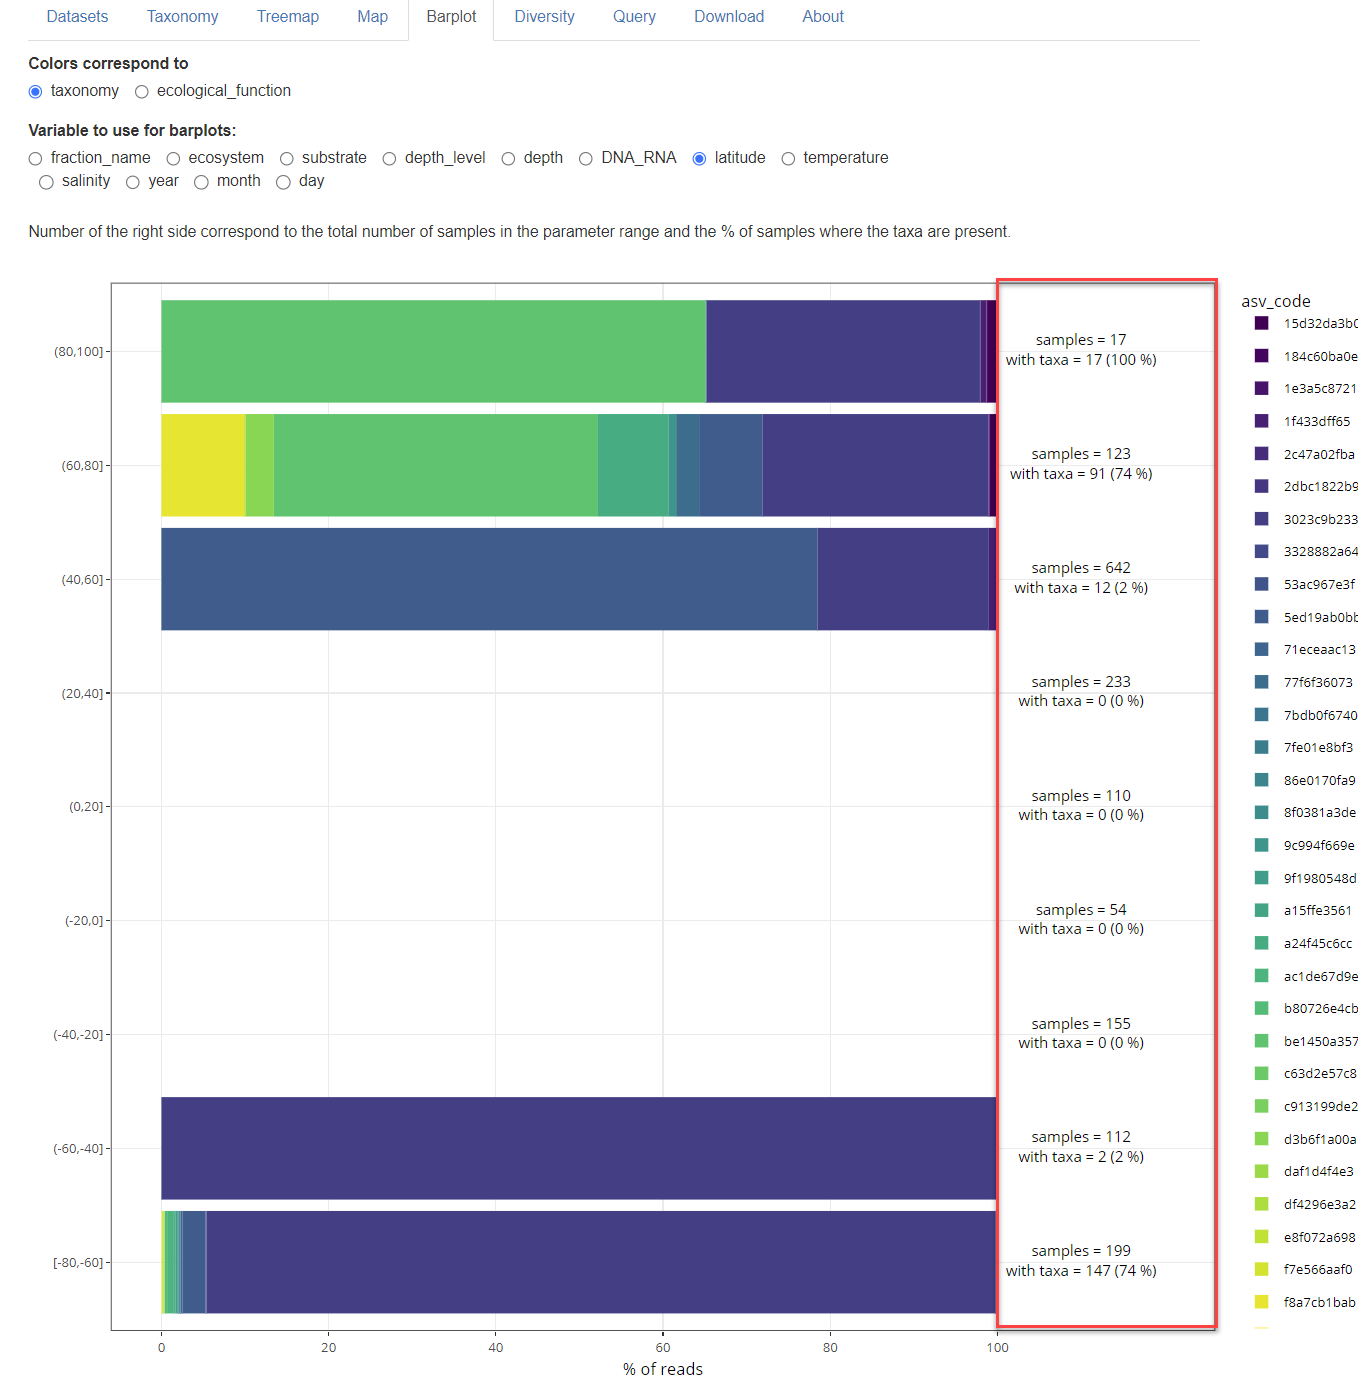 Datasets Taxonomy Treemap Map Barplot Diversity Query Download About
Colors correspond to
taxonomy ecological_function
Variable to use for barplots:
fraction_name ecosystem substrate depth_level depth DNA_RNA latitude temperature
salinity year month day
Number of the right side correspond to the total number of samples in the parameter range and the % of samples where the taxa are present.
(80,100]
samples = 17
with taxa = 17 (100 %)
(60,80]
samples = 123
with taxa = 91 (74 %)
(40,60]
samples = 642
with taxa = 12 (2 %)
(20,40]
samples = 233
with taxa = 0 (0 %)
(0,20]
samples = 110
with taxa = 0 (0 %)
(-20,0]
samples = 54
with taxa = 0 (0 %)
(-40,-20]
samples = 155
with taxa = 0 (0 %)
(-60,-40]
samples = 112
with taxa = 2 (2 %)
[-80,-60]
samples = 199
with taxa = 147 (74 %)
0 20 40 60 80 100
% of reads
asv_code
15d32da3b0
184c60ba0e
1e3a5c8721
1f433dff65
2c47a02fba
2dbc1822b9
3023c9b233
3328882a64
53ac967e3f
5ed19ab0bb
71eceaac13
77f6f36073
7bdb0f6740
7fe01e8bf3
86e0170fa9
8f0381a3de
9c994f669e
9f1980548d
a15ffe3561
a24f45c6cc
ac1de67d9e
b80726e4cb
be1450a357
c63d2e57c8
c913199de2
d3b6f1a00a
daf1d4f4e3
df4296e3a2
e8f072a698
f7e566aaf0
f8a7cb1bab